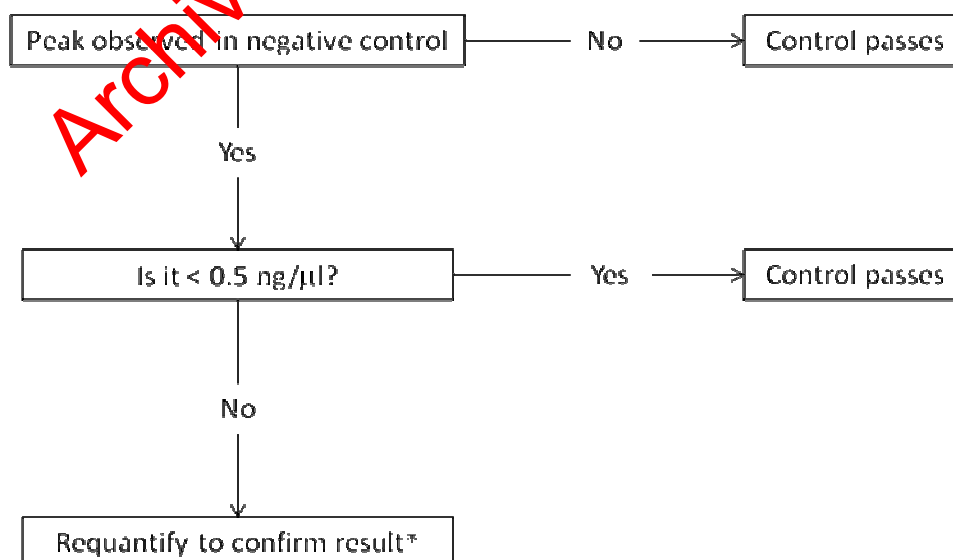 Peak observed in negative control
No
Control passes
Archiv
Yes
Is it < 0.5 ng/μl?
Yes
Control passes
No
Requantify to confirm result*